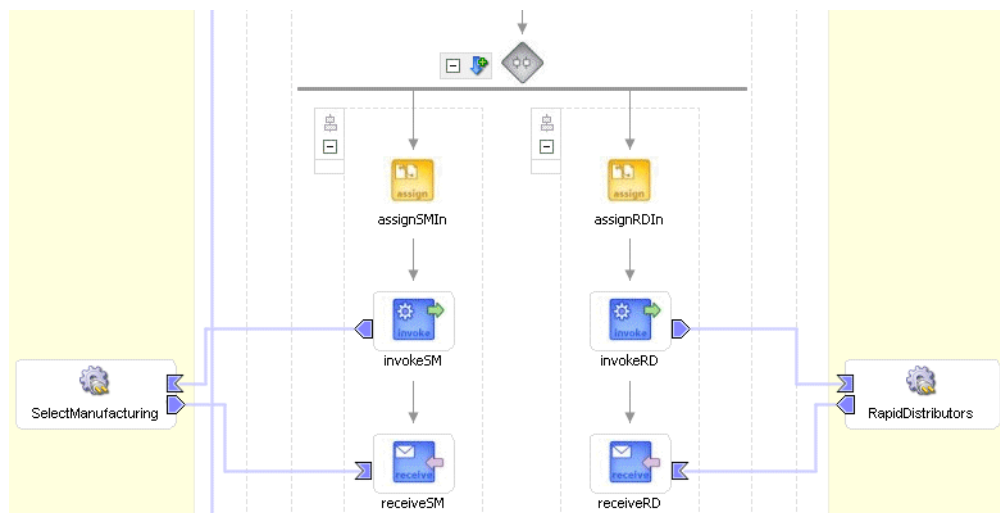 assign
assign
assignSMIn
assignRDIn
invoke
invoke
invokeSM
invokeRD
SelectManufacturing
RapidDistributors
receive
receive
receiveSM
receiveRD